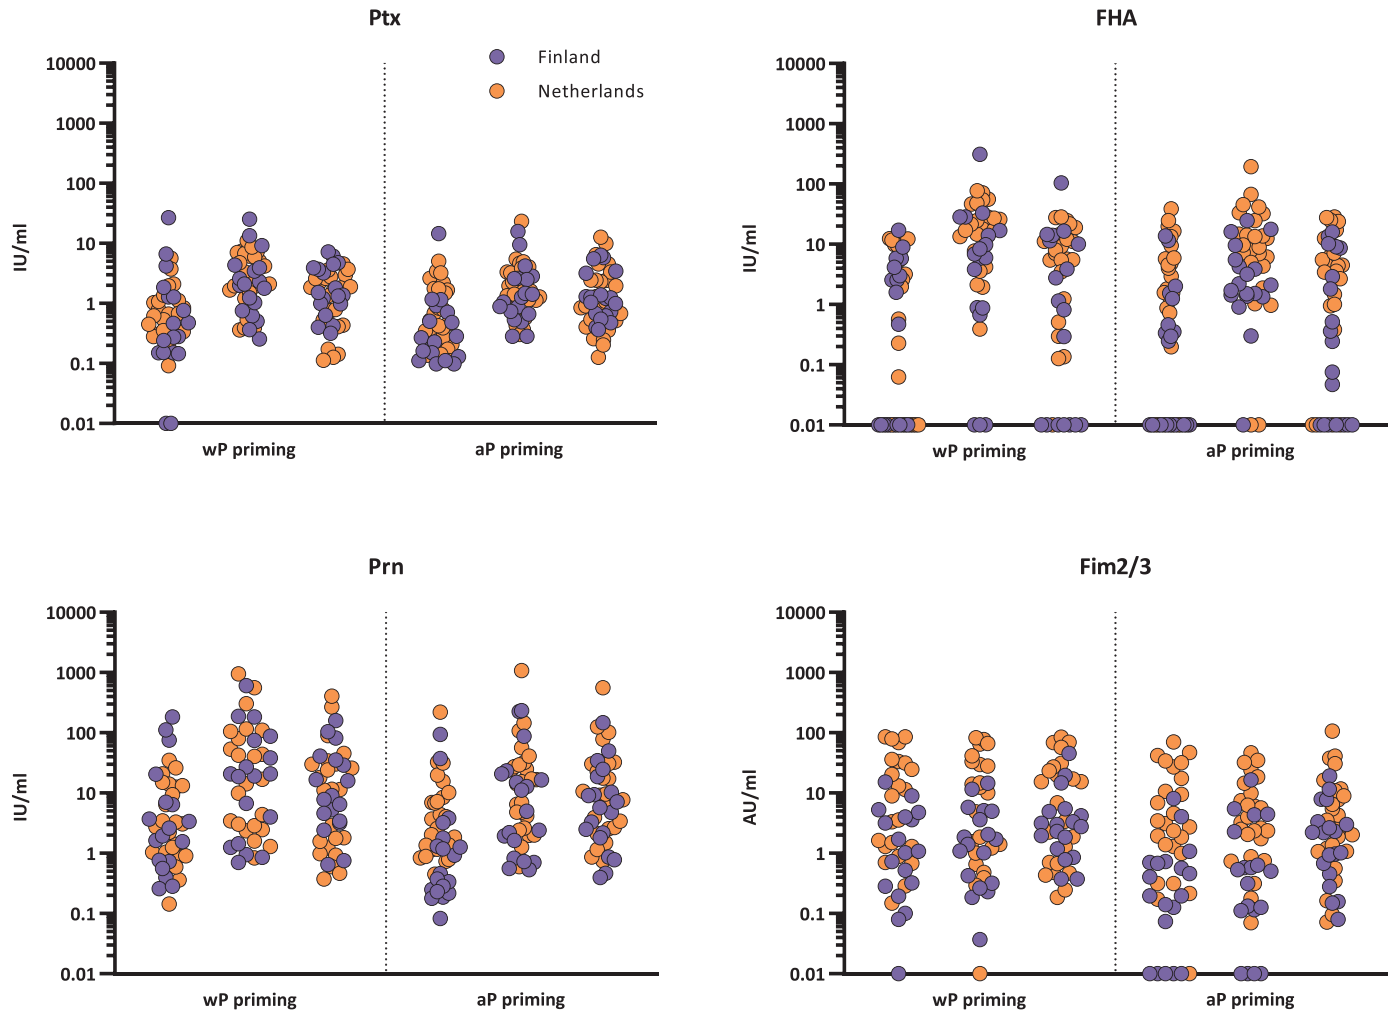 Ptx
Finland
Netherlands
10000
1000
100
10
1
0.1
0.01
IU/ml
wP priming
aP priming
FHA
10000
1000
100
10
1
0.1
0.01
IU/ml
wP priming
aP priming
Prn
10000
1000
100
10
1
0.1
0.01
IU/ml
wP priming
aP priming
Fim2/3
10000
1000
100
10
1
0.1
0.01
AU/ml
wP priming
aP priming